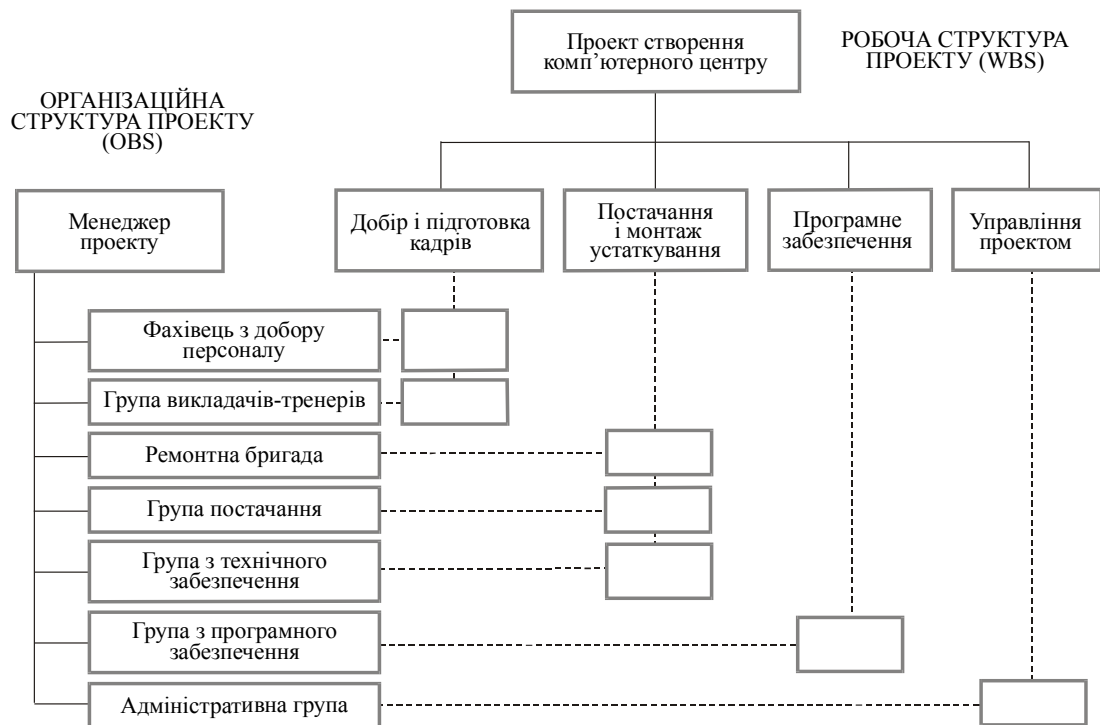 Проект створення
комп’ютерного центру
РОБОЧА СТРУКТУРА
ПРОЕКТУ (WBS)
ОРГАНІЗАЦІЙНА
СТРУКТУРА ПРОЕКТУ
(OBS)
Менеджер
проекту
Добір і підготовка
кадрів
Постачання
і монтаж
устаткування
Програмне
забезпечення
Управління
проектом
Фахівець з добору
персоналу
Група викладачів-тренерів
Ремонтна бригада
Група постачання
Група з технічного
забезпечення
Група з програмного
забезпечення
Адміністративна група